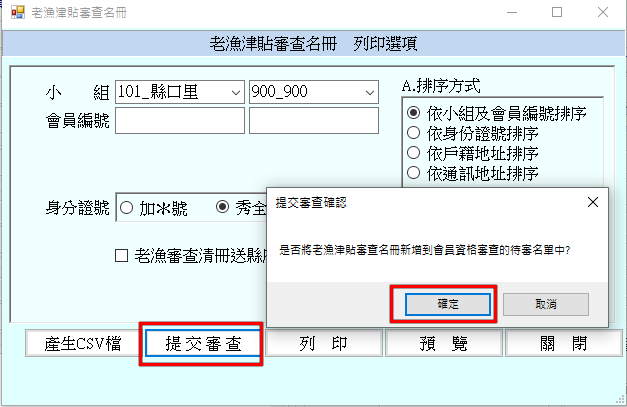 老漁津貼審查名冊
老漁津貼審查名冊　列印選項
小　　組 101_縣口里 900_900
會員編號
A.排序方式
依小組及會員編號排序
依身份證號排序
依戶籍地址排序
依通訊地址排序
身分證號 加米號 秀全
老漁審查清冊送縣
提交審查確認
是否將老漁津貼審查名冊新增到會員資格審查的待審名單中?
確定 取消
產生CSV檔 提交審查 列　印 預　覽 關　閉